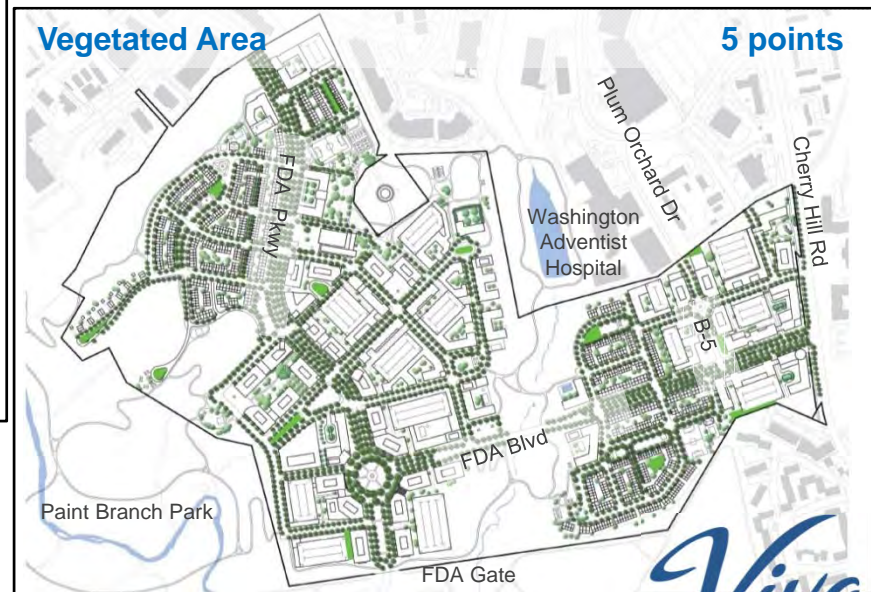 Vegetated Area
5 points
Plum Orchard Dr
Cherry Hill Rd
FDA Pkwy
Washington
Adventist
Hospital
B-5
FDA Blvd
Paint Branch Park
FDA Gate